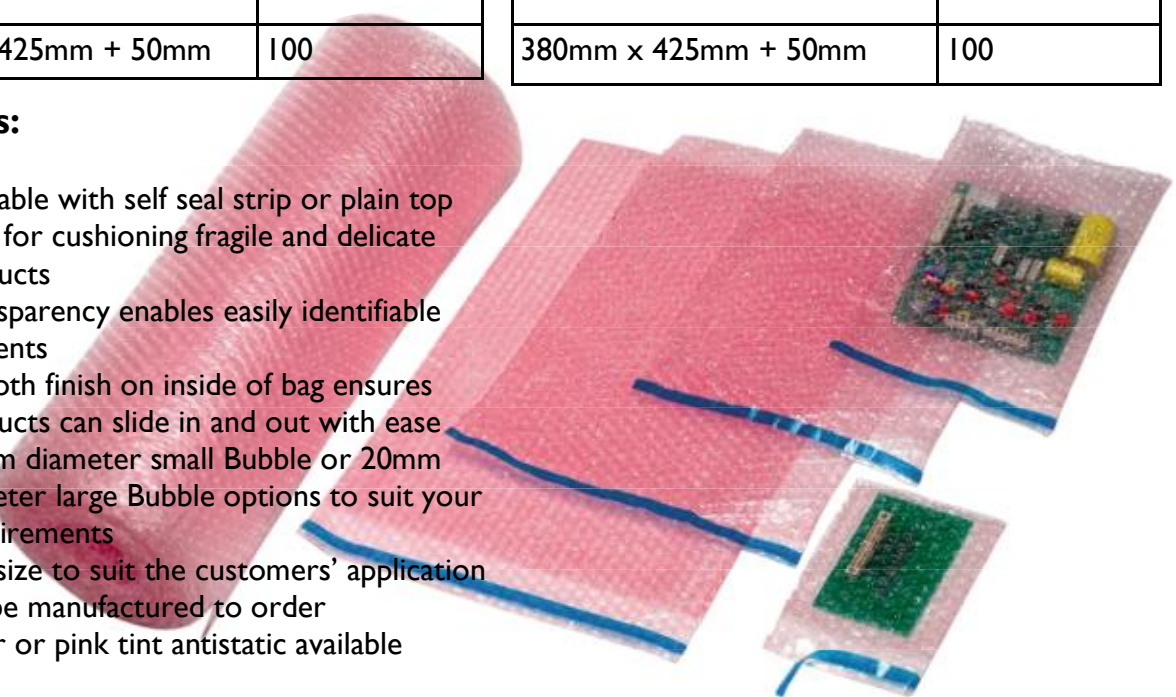 425mm + 50mm 100
380mm x 425mm + 50mm 100
s:
able with self seal strip or plain top
for cushioning fragile and delicate
ucts
sparency enables easily identifiable
ents
oth finish on inside of bag ensures
ucts can slide in and out with ease
m diameter small Bubble or 20mm
eter large Bubble options to suit your
irements
size to suit the customers’ application
be manufactured to order
r or pink tint antistatic available